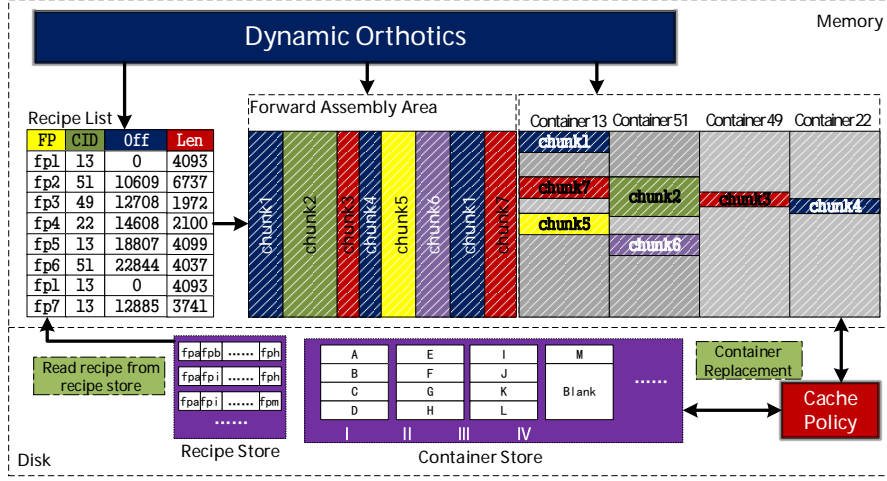 Dynamic Orthotics
Memory
Recipe List
Forward Assembly Area
Container 13 Container 51 Container 49 Container 22
FP CID Off Len
fp1 13 0 4093
fp2 51 10609 6737
fp3 49 12708 1972
fp4 22 14608 2100
fp5 13 18807 4099
fp6 51 22844 4037
fp1 13 0 4093
fp7 13 12885 3741
chunk1
chunk2
chunk3
chunk4
chunk5
chunk6
chunk1
chunk7
chunk1
chunk7
chunk5
chunk2
chunk6
chunk3
chunk4
Read recipe from
recipe store
fpa fpb ...... fph
fpa fpi ...... fph
fpa fpi ...... fpm
......
Recipe Store
A E I M
B F J
C G K Blank
D H L
......
I II III IV
Container Store
Container
Replacement
Cache
Policy
Disk